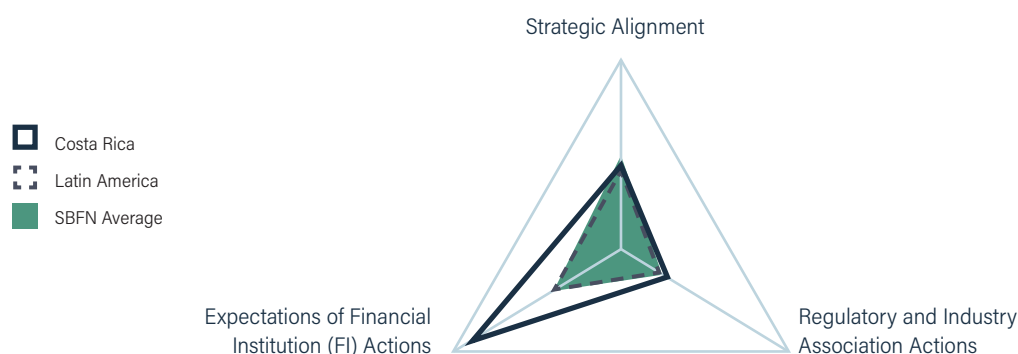 Strategic Alignment
Costa Rica
Latin America
SBFN Average
Expectations of Financial
Institution (FI) Actions
Regulatory and Industry
Association Actions